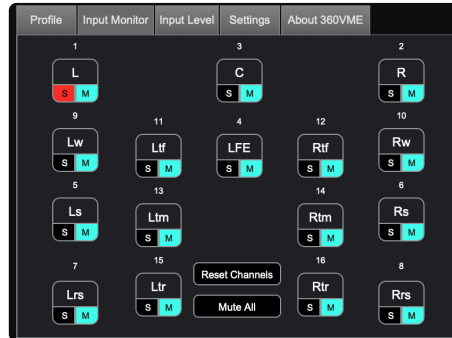 Profile Input Monitor Input Level Settings About 360VME
1 3 2
L C R
S M S M S M
9 10
11 4 12
Lw Rw
Ltf LFE Rtf
S M S M
S M S M S M
5 6
13 14
Ls Rs
Ltm Rtm
S M S M
S M S M
15 16
7 8
Reset Channels
Ltr Rtr
Lrs Rrs
S M Mute All S M
S M S M